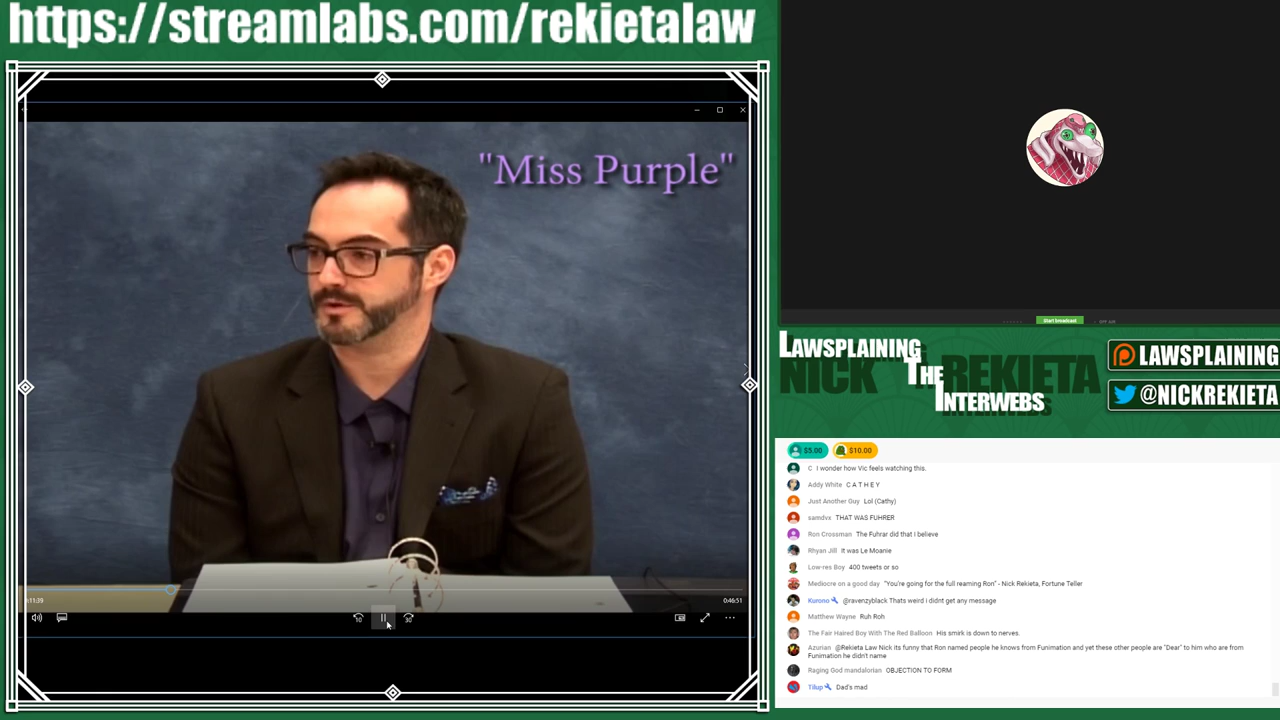 https://streamlabs.com/rekietalaw
"Miss Purple"
0:46:51
10
30
Start broadcast
LAWSPLAINING
THE
INTERWEBS
NICK REKIETA
LAWSPLAINING
@NICKREKIETA
$5.00
$10.00
C I wonder how Vic feels watching this.
Addy White C A T H E Y
Just Another Guy Lol (Cathy)
samdvx THAT WAS FUHRER
Ron Crossman The Fuhrar did that I believe
Rhyan Jill It was Le Moanie
Low-res Boy 400 tweets or so
Mediocre on a good day "You're going for the full reaming Ron" - Nick Rekieta, Fortune Teller
Kurono @ravenzyblack Thats weird i didnt get any message
Matthew Wayne Ruh Roh
The Fair Haired Boy With The Red Balloon His smirk is down to nerves.
Azurian @Rekieta Law Nick its funny that Ron named people he knows from Funimation and yet these other people are "Dear" to him who are from
Funimation he didn't name
Raging God mandalorian OBJECTION TO FORM
Tilup Dad's mad